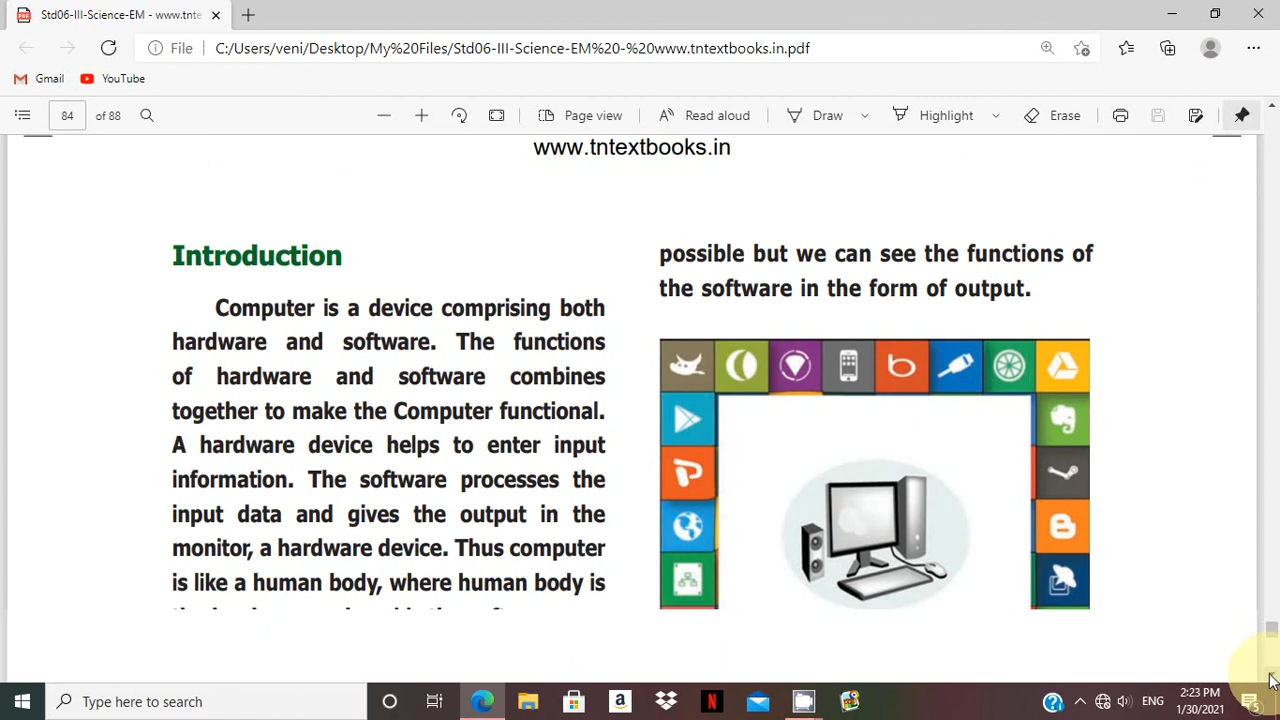 Std06-III-Science-EM - www.tnte
File
C:/Users/veni/Desktop/My%20Files/Std06-III-Science-EM%20-%20www.tntextbooks.in.pdf
Gmail
YouTube
84
of 88
Page view
Read aloud
Draw
Highlight
Erase
www.tntextbooks.in
Introduction
Computer is a device comprising both
hardware and software. The functions
of hardware and software combines
together to make the Computer functional.
A hardware device helps to enter input
information. The software processes the
input data and gives the output in the
monitor, a hardware device. Thus computer
is like a human body, where human body is
possible but we can see the functions of
the software in the form of output.
Type here to search
ENG
2:23 PM
1/30/2021
5